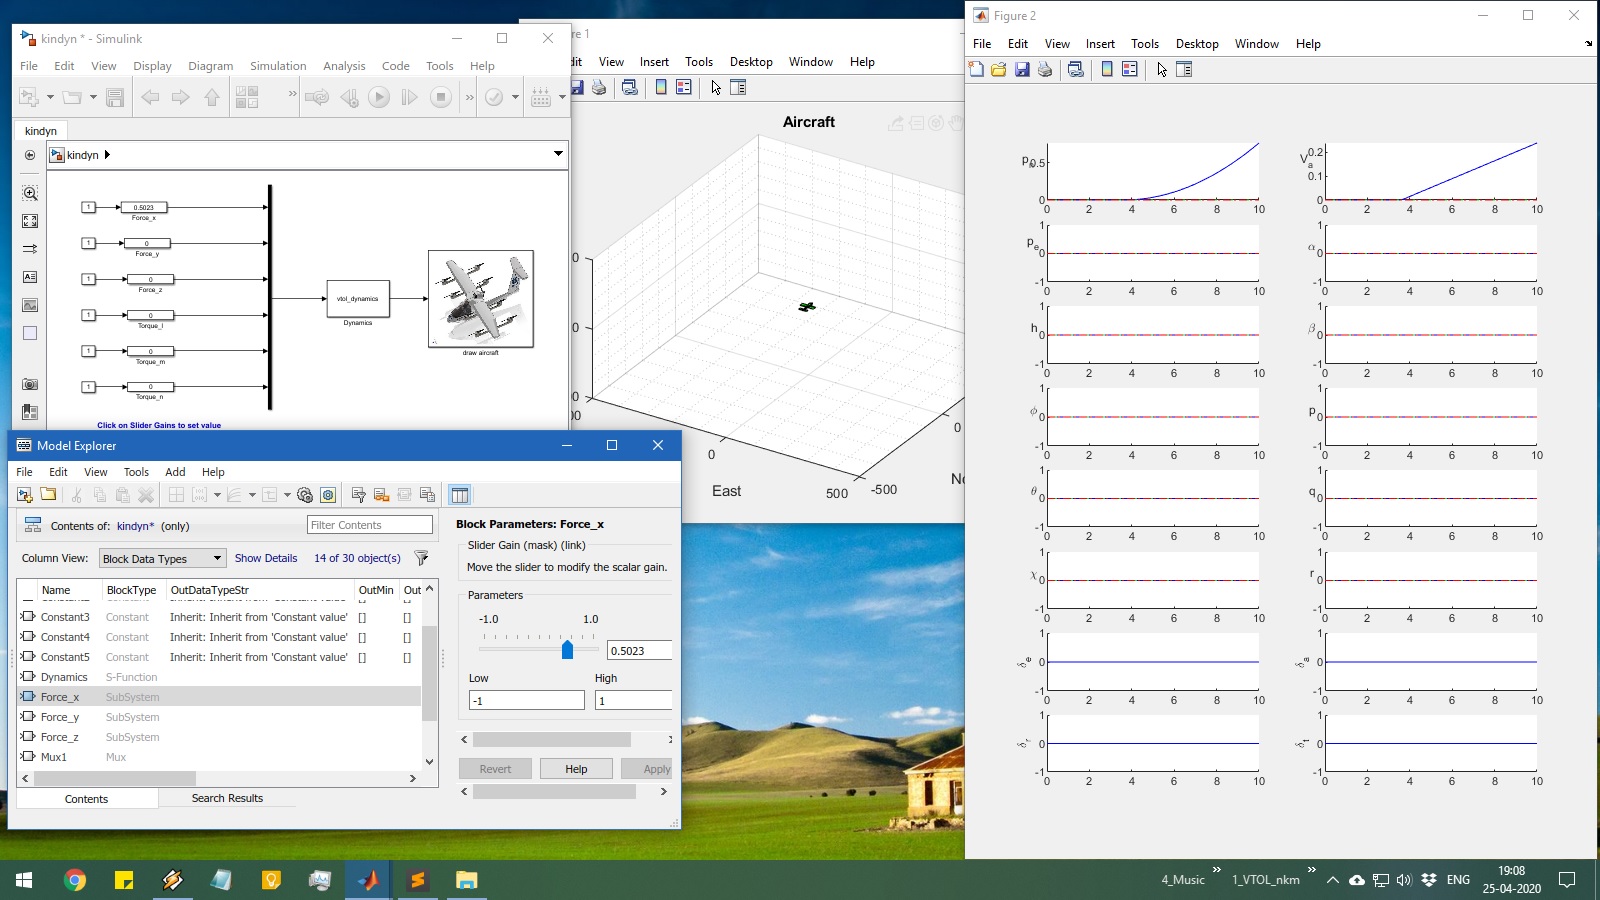 kindyn * - Simulink
File Edit View Display Diagram Simulation Analysis Code Tools Help
kindyn
kindyn
1 0.5023
Force_x
1 0
Force_y
1 0
Force_z
1 0
Torque_l
1 0
Torque_m
1 0
Torque_n
vtol_dynamics
Dynamics
draw aircraft
Click on Slider Gains to set value
re 1
dit View Insert Tools Desktop Window Help
Aircraft
0
0
0
00
0
500
-500
0
East
No
Figure 2
File Edit View Insert Tools Desktop Window Help
0.5
0
0 2 4 6 8 10
V_a
0.2
0.1
0
0 2 4 6 8 10
p_e
1
0
-1
0 2 4 6 8 10
α
1
0
-1
0 2 4 6 8 10
h
1
0
-1
0 2 4 6 8 10
β
1
0
-1
0 2 4 6 8 10
ϕ
1
0
-1
0 2 4 6 8 10
p
1
0
-1
0 2 4 6 8 10
θ
1
0
-1
0 2 4 6 8 10
q
1
0
-1
0 2 4 6 8 10
χ
1
0
-1
0 2 4 6 8 10
r
1
0
-1
0 2 4 6 8 10
δ_e
1
0
-1
0 2 4 6 8 10
δ_a
1
0
-1
0 2 4 6 8 10
δ_r
1
0
-1
0 2 4 6 8 10
δ_t
1
0
-1
0 2 4 6 8 10
Model Explorer
File Edit View Tools Add Help
Contents of: kindyn* (only)
Filter Contents
Column View: Block Data Types Show Details 14 of 30 object(s)
Name BlockType OutDataTypeStr OutMin Out
Constant3 Constant Inherit: Inherit from 'Constant value' [] []
Constant4 Constant Inherit: Inherit from 'Constant value' [] []
Constant5 Constant Inherit: Inherit from 'Constant value' [] []
Dynamics S-Function
Force_x SubSystem
Force_y SubSystem
Force_z SubSystem
Mux1 Mux
Contents Search Results
Block Parameters: Force_x
Slider Gain (mask) (link)
Move the slider to modify the scalar gain.
Parameters
-1.0 1.0
0.5023
Low High
-1 1
Revert Help Apply
4_Music
1_VTOL_nkm
ENG
19:08
25-04-2020